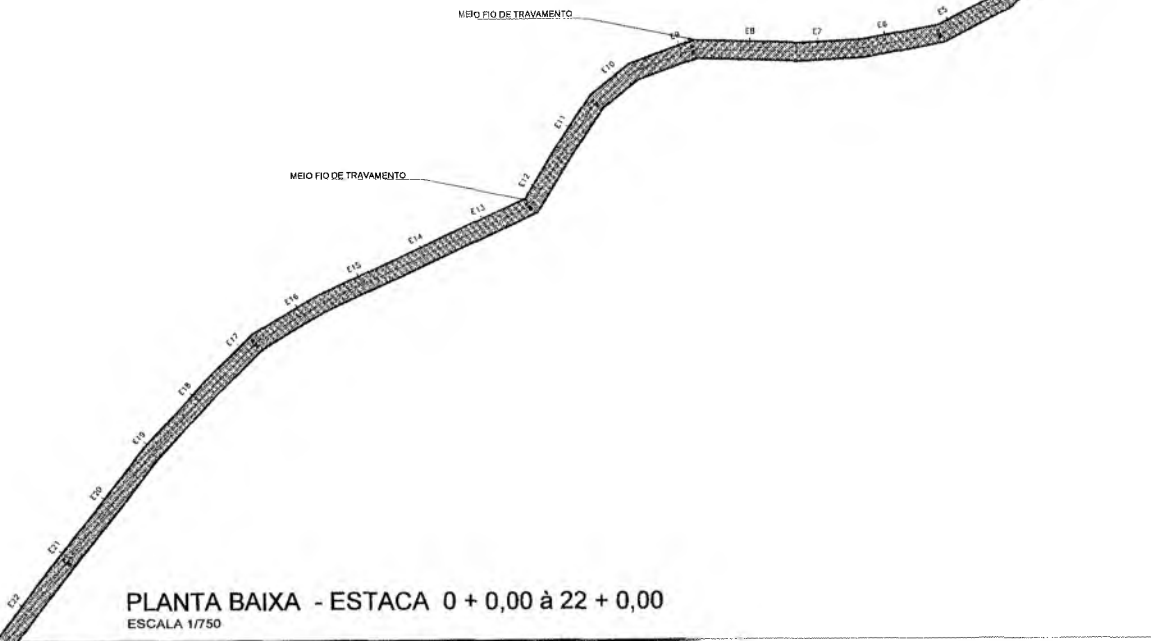 MEIO FIO DE TRAVAMENTO
E5
E6
E7
E8
E9
E10
E11
MEIO FIO DE TRAVAMENTO
E12
E13
E14
E15
E16
E17
E18
E19
E20
E21
E22
PLANTA BAIXA - ESTACA 0 + 0,00 à 22 + 0,00
ESCALA 1/750